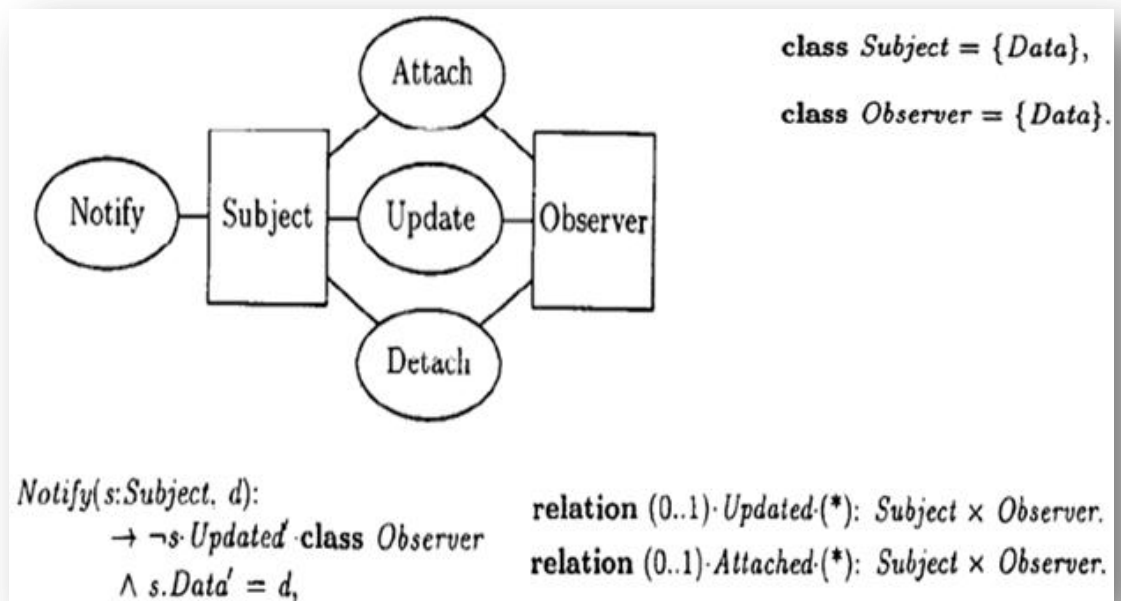 Attach
class Subject = {Data},
class Observer = {Data}.
Notify
Subject
Update
Observer
Detach
Notify(s:Subject, d):
→ ¬s·Updated′·class Observer
∧ s.Data′ = d,
relation (0..1)·Updated·(*): Subject × Observer.
relation (0..1)·Attached·(*): Subject × Observer.